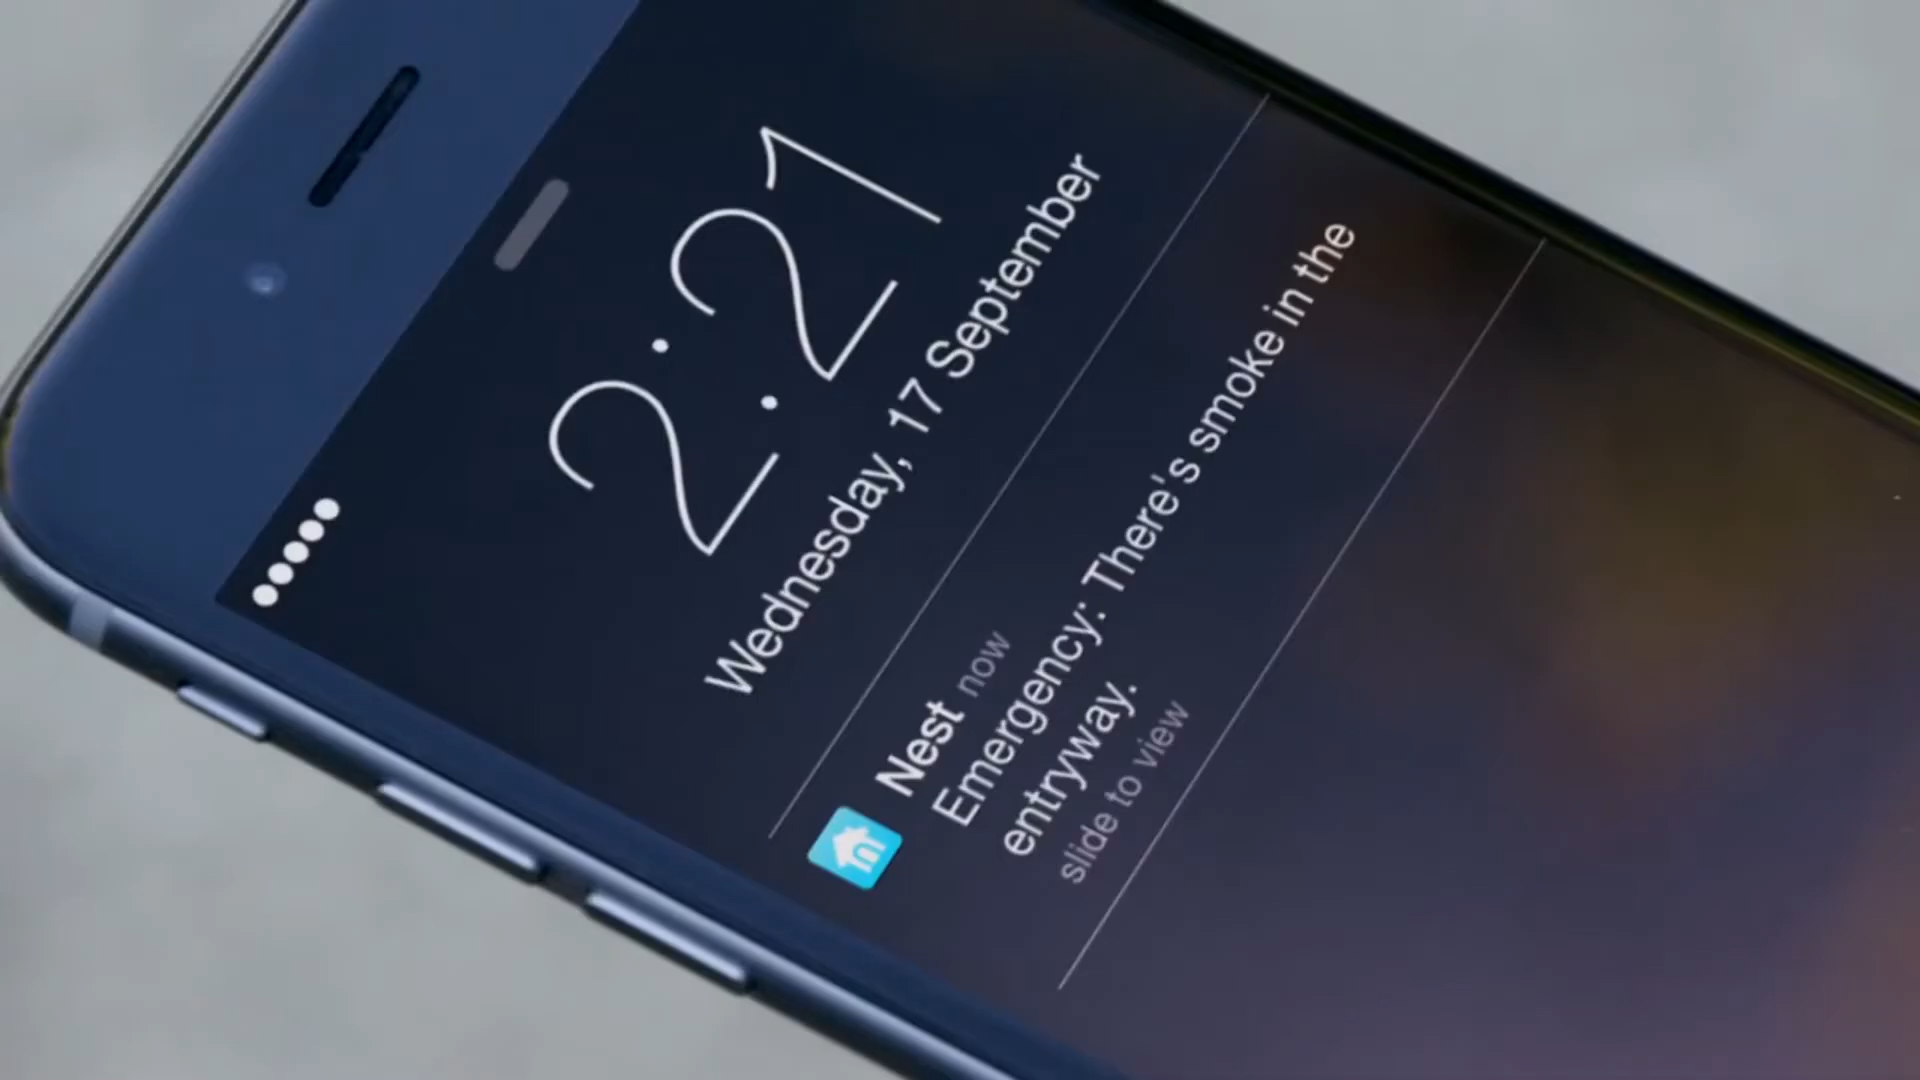 2:21
Wednesday, 17 September
Nest now
Emergency: There's smoke in the
entryway.
slide to view